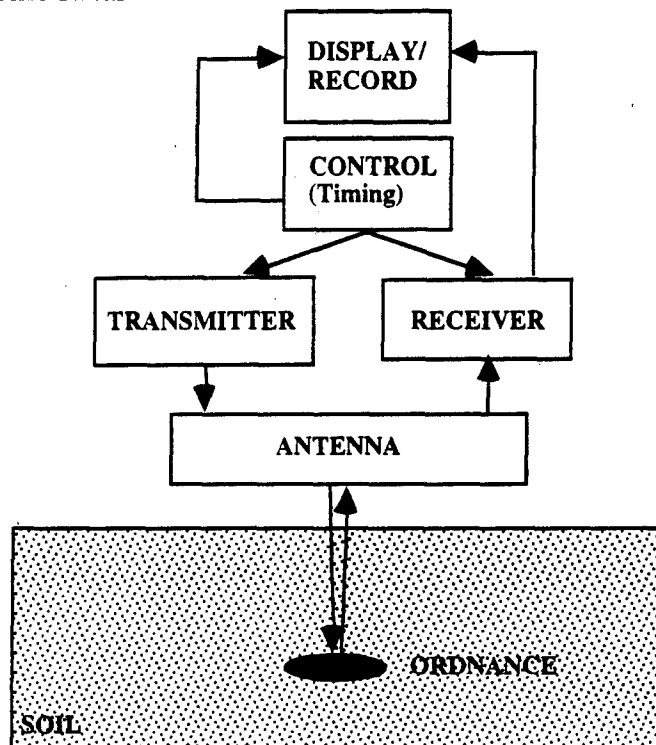 DISPLAY/
RECORD
CONTROL
(Timing)
TRANSMITTER
RECEIVER
ANTENNA
ORDNANCE
SOIL